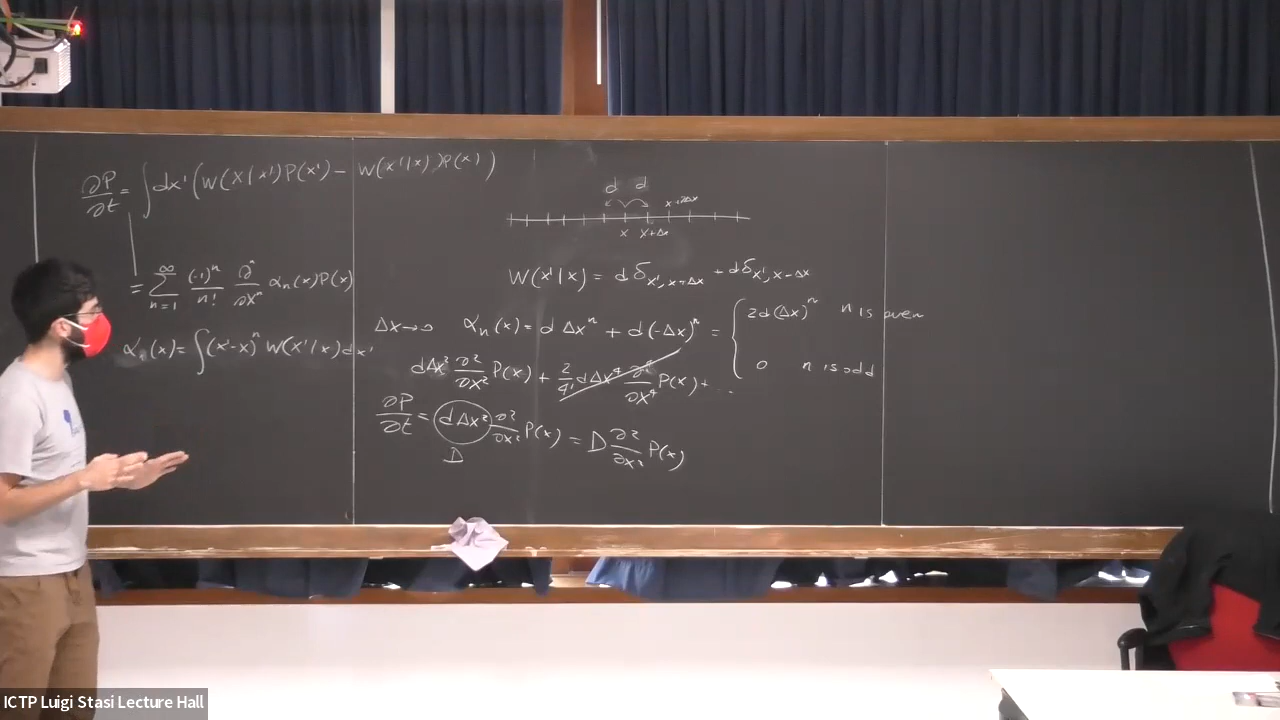 ∂P/∂t = ∫dx'(W(x|x')P(x') − W(x'|x)P(x))
= ∑_{n=1}^{∞} (-1)^n/n! ∂^n/∂x^n α_n(x)P(x)
α_n(x) = ∫(x'-x)^n W(x'|x)dx'
d d
x+2Δx
x x+Δx
W(x'|x) = d δ_{x', x+Δx} + d δ_{x', x-Δx}
Δx→0 α_n(x) = d Δx^n + d(-Δx)^n = { 2d(Δx)^n n is even
0 n is odd
dΔx² ∂²/∂x² P(x) + 2/4! dΔx⁴ ∂⁴/∂x⁴ P(x) + ...
∂P/∂t = dΔx² ∂²/∂x² P(x) = D ∂²/∂x² P(x)
D
ICTP Luigi Stasi Lecture Hall